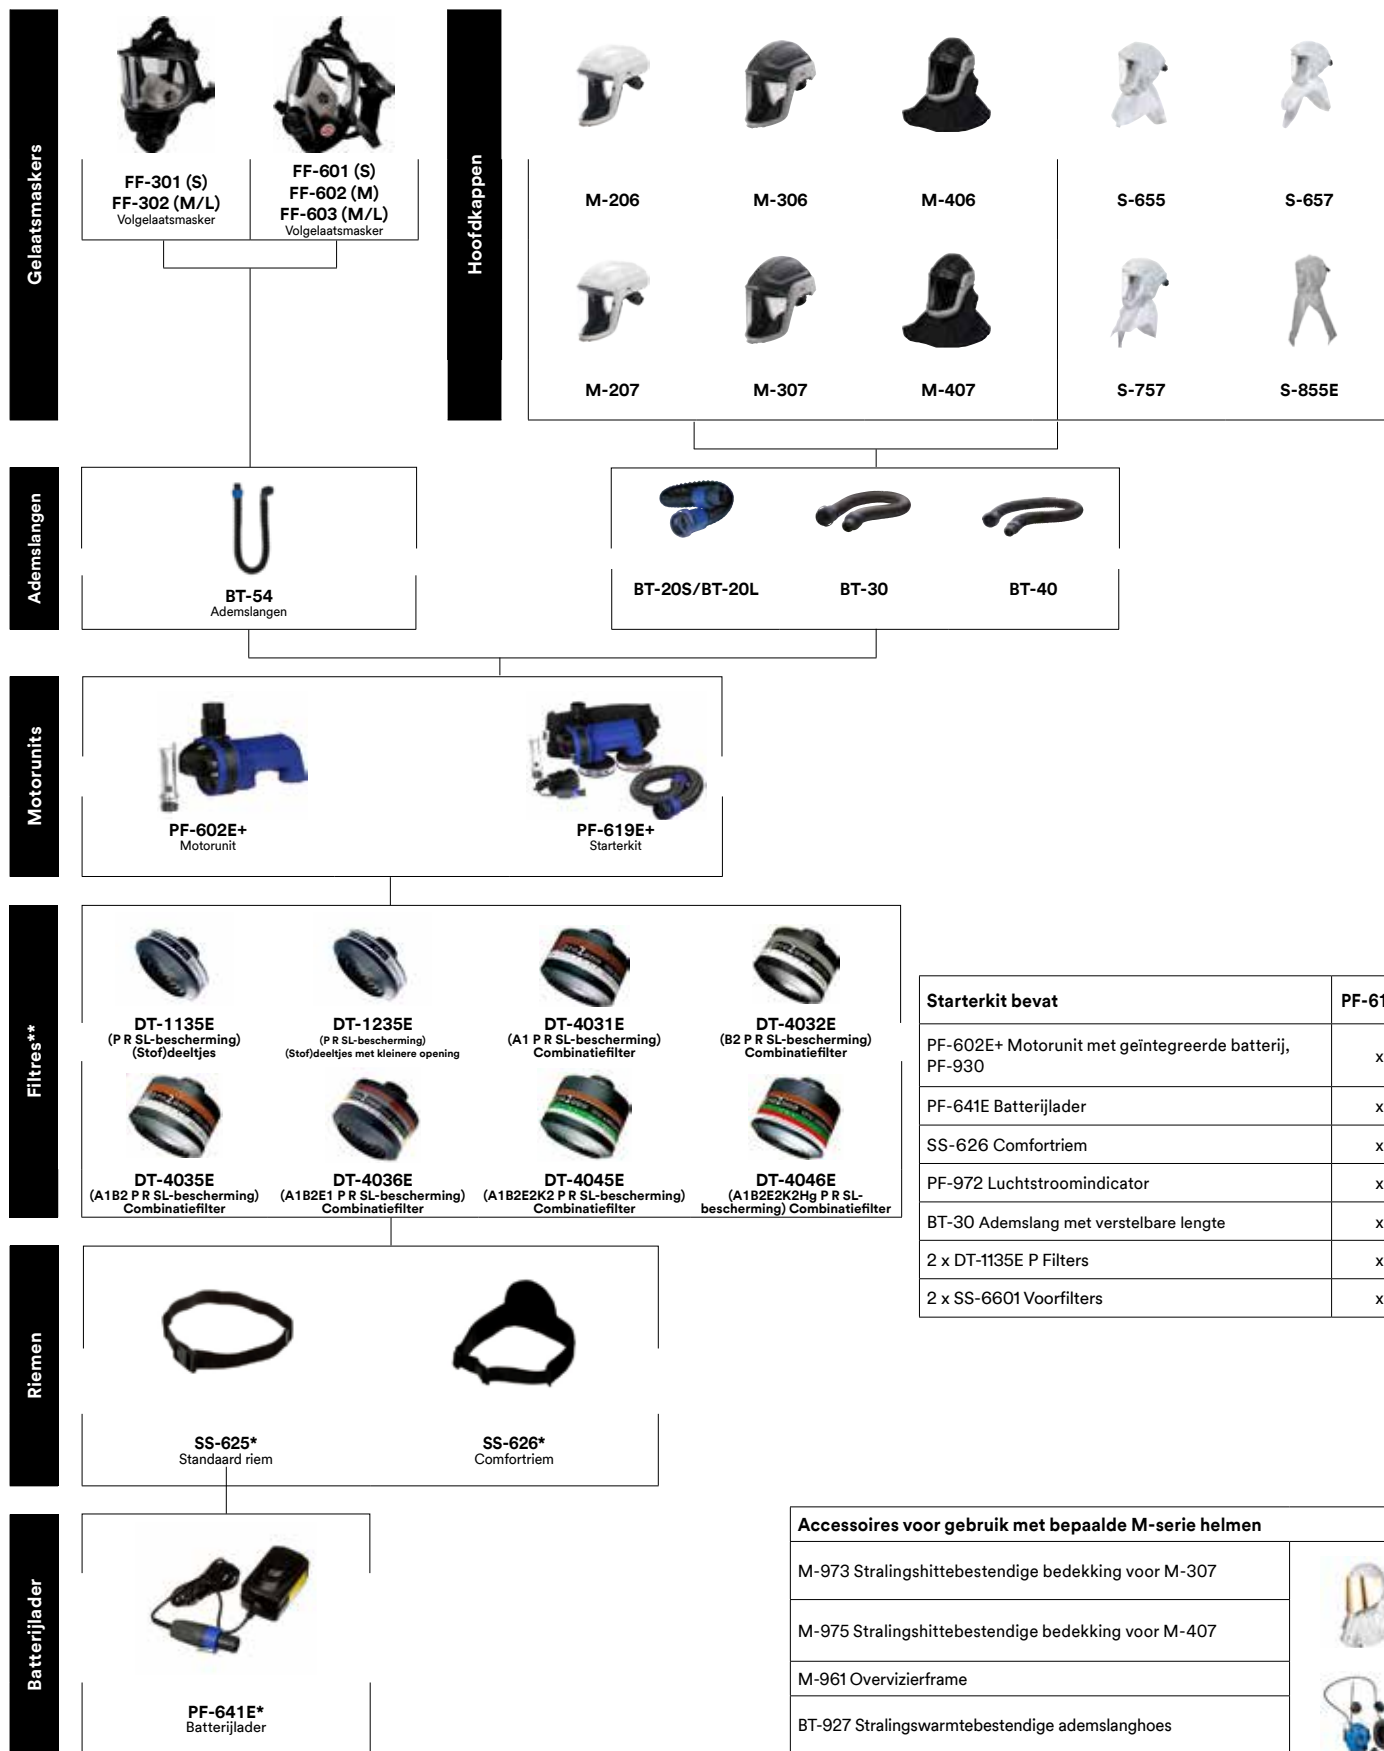 Gelaatsmaskers
FF-301 (S)
FF-302 (M/L)
Volgelaatsmasker
FF-601 (S)
FF-602 (M)
FF-603 (M/L)
Volgelaatsmasker
Hoofdkappen
M-206
M-306
M-406
S-655
S-657
M-207
M-307
M-407
S-757
S-855E
Ademslangen
BT-54
Ademslangen
BT-20S/BT-20L
BT-30
BT-40
Motorunits
PF-602E+
Motorunit
PF-619E+
Starterkit
Filtres**
DT-1135E
(P R SL-bescherming)
(Stof)deeltjes
DT-1235E
(P R SL-bescherming)
(Stof)deeltjes met kleinere opening
DT-4031E
(A1 P R SL-bescherming)
Combinatiefilter
DT-4032E
(B2 P R SL-bescherming)
Combinatiefilter
DT-4035E
(A1B2 P R SL-bescherming)
Combinatiefilter
DT-4036E
(A1B2E1 P R SL-bescherming)
Combinatiefilter
DT-4045E
(A1B2E2K2 P R SL-bescherming)
Combinatiefilter
DT-4046E
(A1B2E2K2Hg P R SL-
bescherming) Combinatiefilter
Starterkit bevat PF-61
PF-602E+ Motorunit met geïntegreerde batterij,
PF-930 x
PF-641E Batterijlader x
SS-626 Comfortriem x
PF-972 Luchtstroomindicator x
BT-30 Ademslang met verstelbare lengte x
2 x DT-1135E P Filters x
2 x SS-6601 Voorfilters x
Riemen
SS-625*
Standaard riem
SS-626*
Comfortriem
Batterijlader
PF-641E*
Batterijlader
Accessoires voor gebruik met bepaalde M-serie helmen
M-973 Stralingshittebestendige bedekking voor M-307
M-975 Stralingshittebestendige bedekking voor M-407
M-961 Overvizierframe
BT-927 Stralingswarmtebestendige ademslanghoes